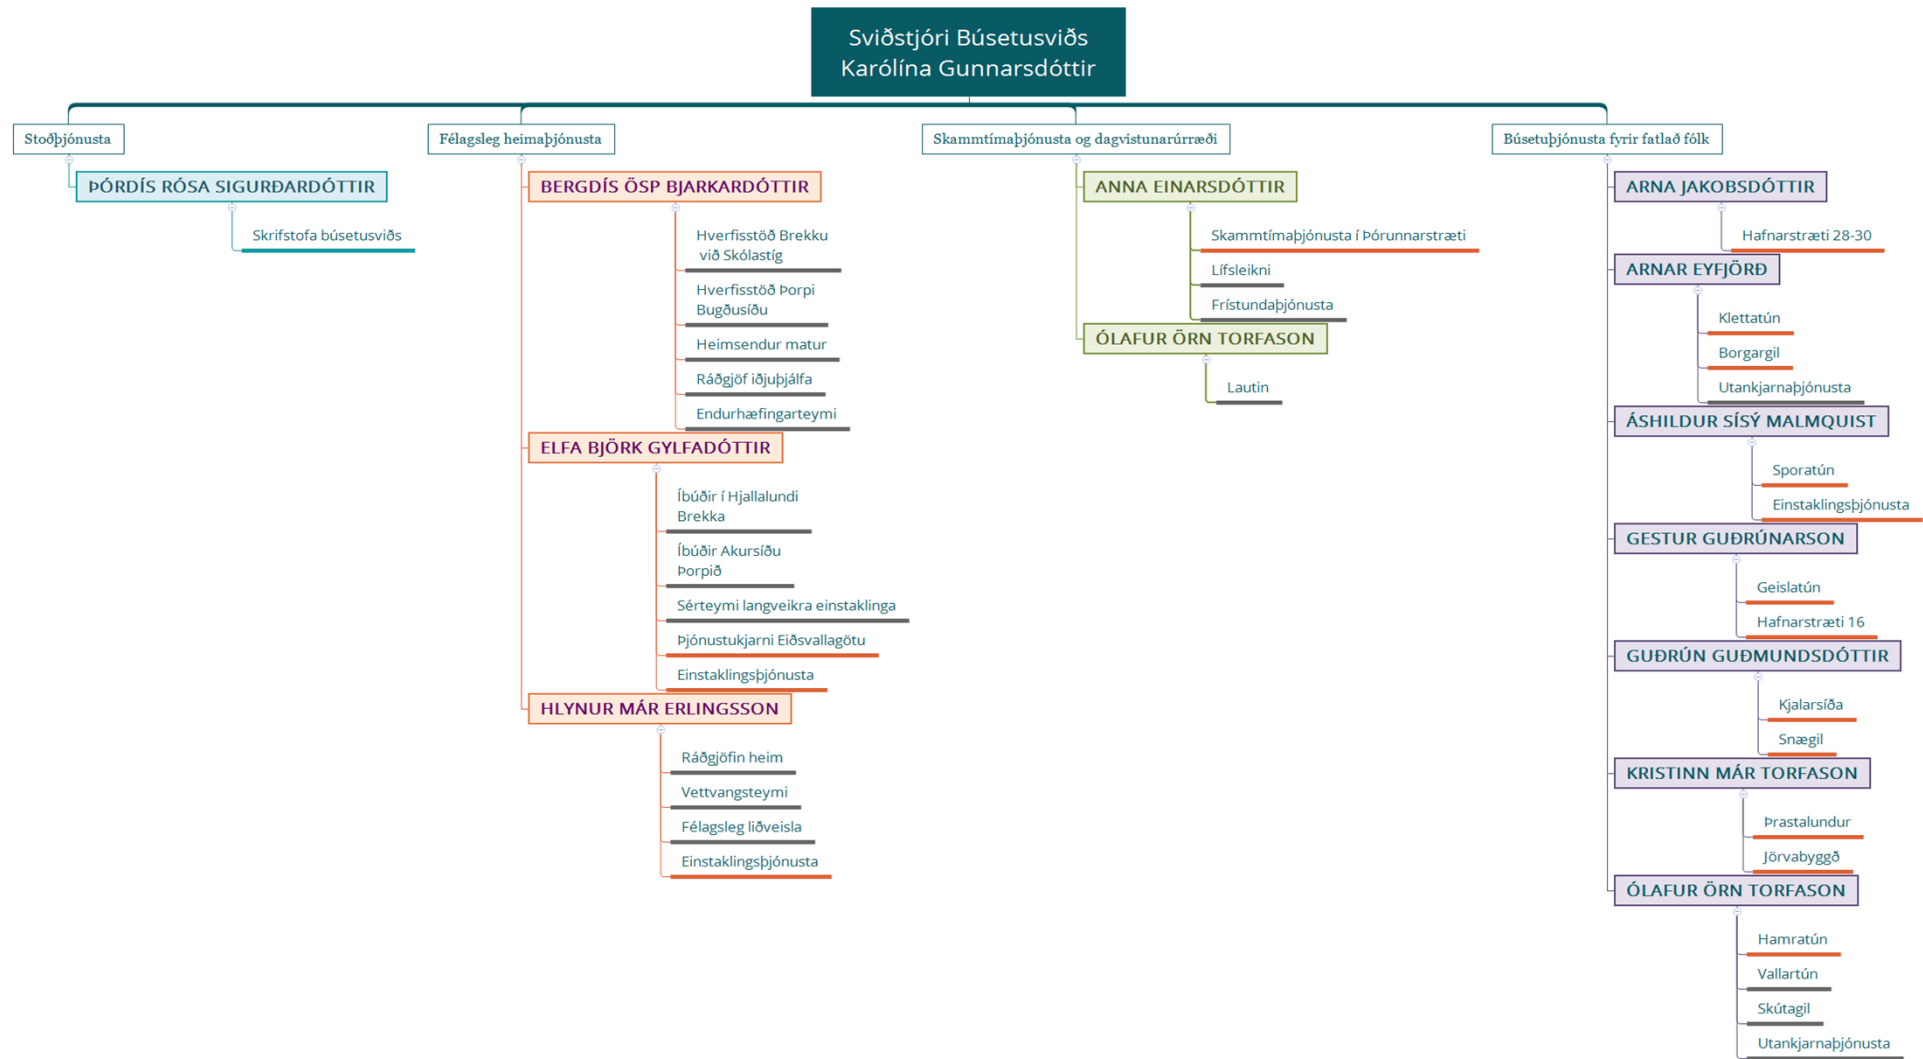 Sviðstjóri Búsetusviðs
Karólína Gunnarsdóttir
Stoðþjónusta
ÞÓRDÍS RÓSA SIGURÐARDÓTTIR
Skrifstofa búsetusviðs
Félagsleg heimaþjónusta
BERGDÍS ÖSP BJARKARDÓTTIR
Hverfisstöð Brekku
við Skólastíg
Hverfisstöð Þorpi
Bugðusíðu
Heimsendur matur
Ráðgjöf iðjuþjálfa
Endurhæfingarteymi
ELFA BJÖRK GYLFADÓTTIR
Íbúðir í Hjallalundi
Brekka
Íbúðir Akursíðu
Þorpið
Sérteymi langveikra einstaklinga
Þjónustukjarni Eiðsvallagötu
Einstaklingsþjónusta
HLYNUR MÁR ERLINGSSON
Ráðgjöfin heim
Vettvangsteymi
Félagsleg liðveisla
Einstaklingsþjónusta
Skammtímaþjónusta og dagvistunarúrræði
ANNA EINARSDÓTTIR
Skammtímaþjónusta í Þórunnarstræti
Lífsleikni
Frístundaþjónusta
ÓLAFUR ÖRN TORFASON
Lautin
Búsetuþjónusta fyrir fatlað fólk
ARNA JAKOBSDÓTTIR
Hafnarstræti 28-30
ARNAR EYFJÖRÐ
Klettatún
Borgargil
Utankjarnaþjónusta
ÁSHILDUR SÍSÝ MALMQUIST
Sporatún
Einstaklingsþjónusta
GESTUR GUÐRÚNARSON
Geislatún
Hafnarstræti 16
GUÐRÚN GUÐMUNDSDÓTTIR
Kjalarsíða
Snægil
KRISTINN MÁR TORFASON
Þrastalundur
Jörvabyggð
ÓLAFUR ÖRN TORFASON
Hamratún
Vallartún
Skútagil
Utankjarnaþjónusta